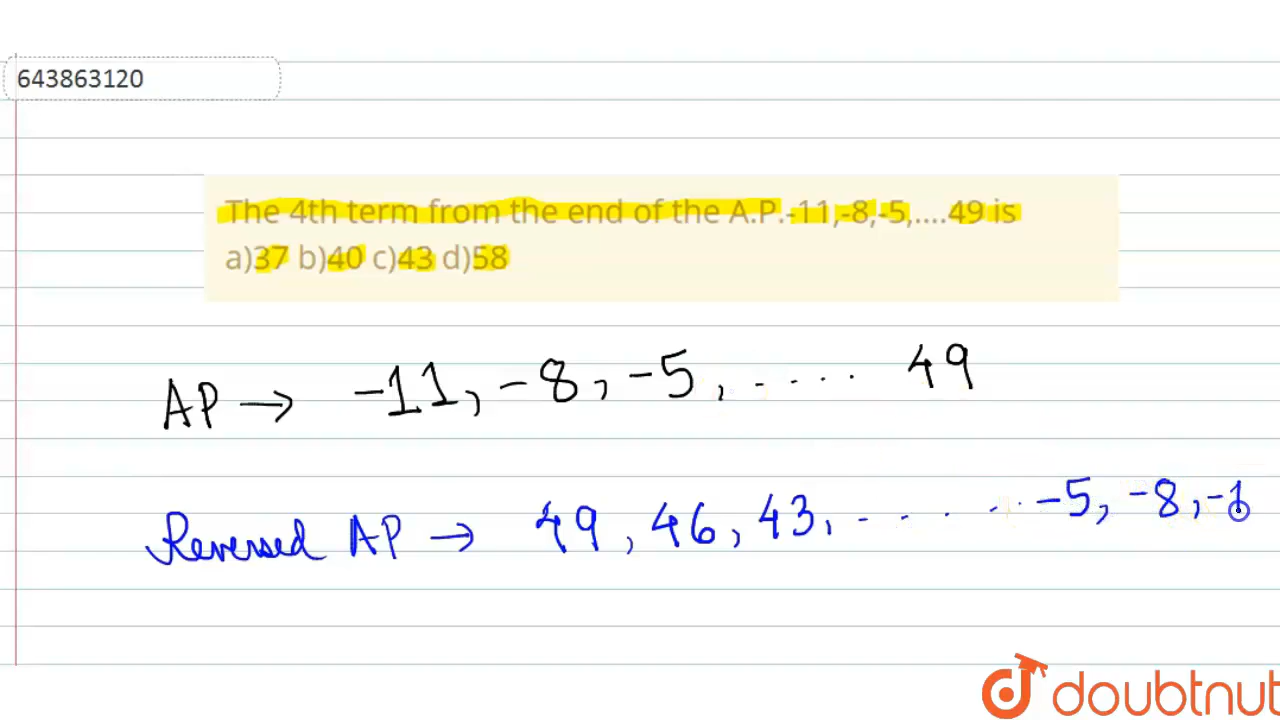 643863120
The 4th term from the end of the A.P.-11,-8,-5,....49 is
a)37 b)40 c)43 d)58
AP → -11, -8, -5, ..... 49
Reversed AP → 49, 46, 43, ....... -5, -8, -1
doubtnut